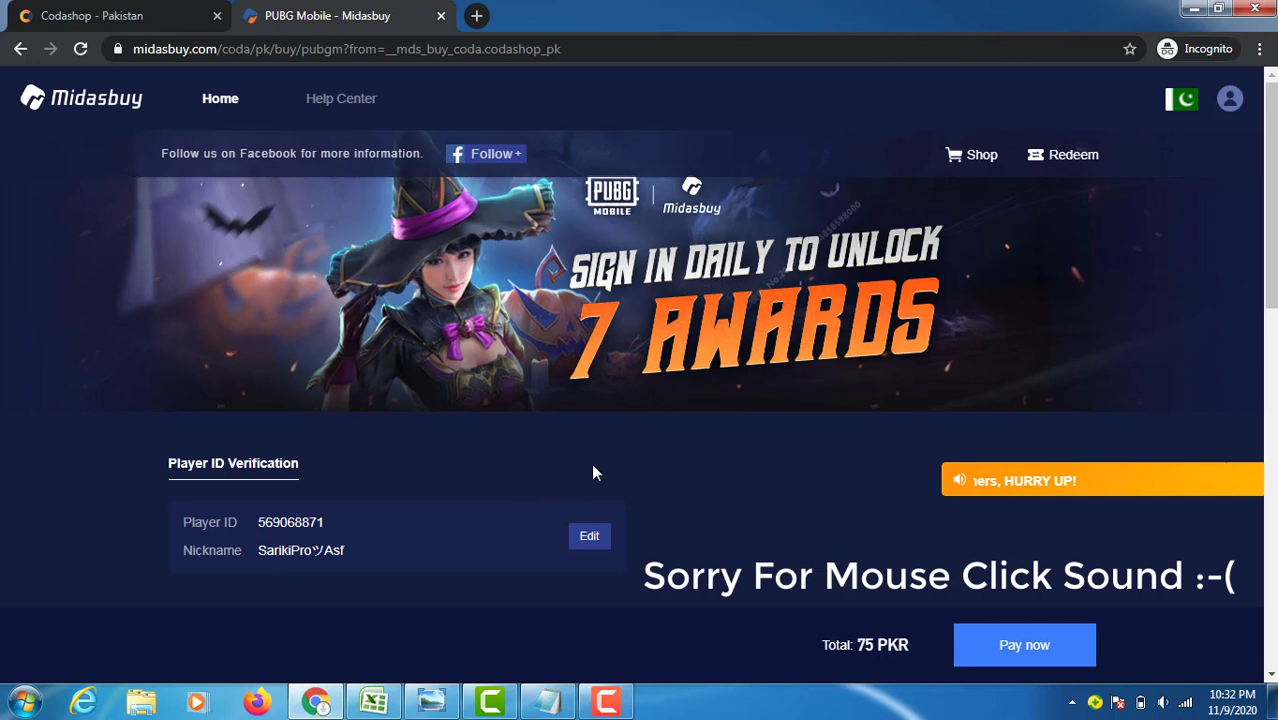 Codashop - Pakistan
PUBG Mobile - Midasbuy
midasbuy.com/coda/pk/buy/pubgm?from=__mds_buy_coda.codashop_pk
Incognito
Midasbuy
Home
Help Center
Follow us on Facebook for more information.
Follow+
Shop
Redeem
PUBG
MOBILE
Midasbuy
SIGN IN DAILY TO UNLOCK
7 AWARDS
Player ID Verification
HURRY UP!
Player ID 569068871
Edit
Nickname SarikiProツAsf
Sorry For Mouse Click Sound :-(
Total: 75 PKR
Pay now
10:32 PM
11/9/2020